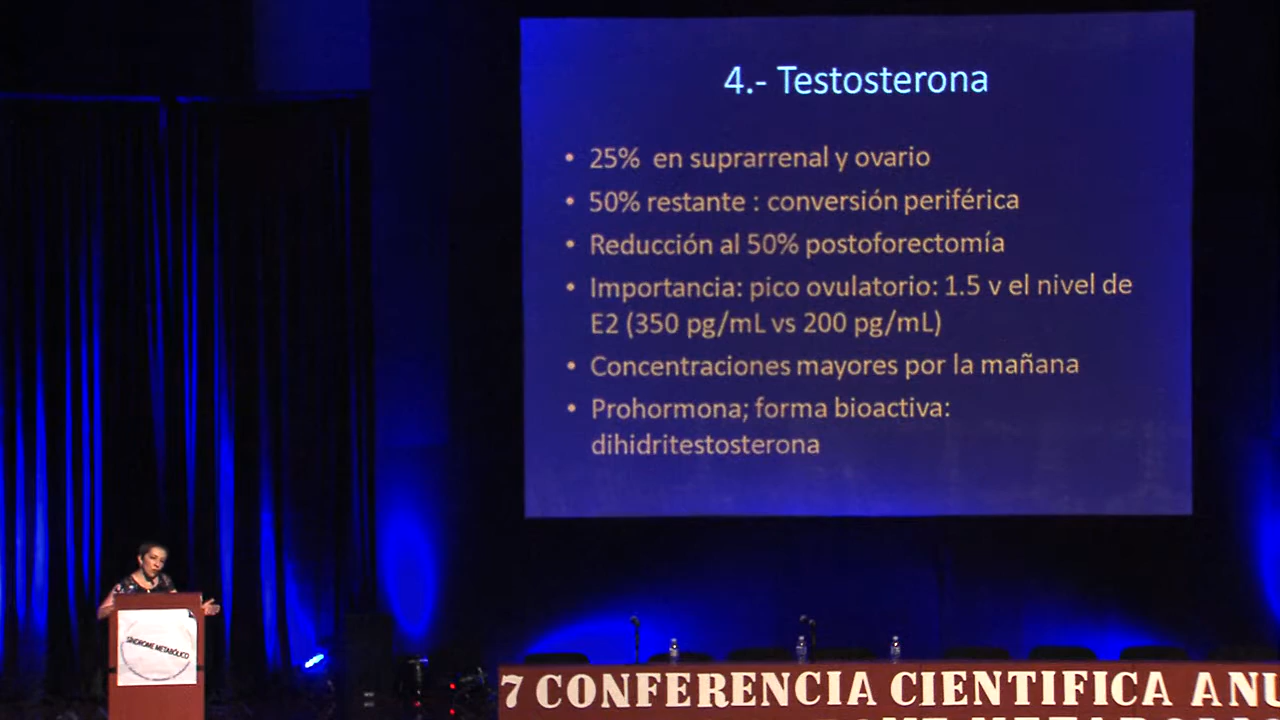 4.- Testosterona
• 25% en suprarrenal y ovario
• 50% restante : conversión periférica
• Reducción al 50% postoforectomía
• Importancia: pico ovulatorio: 1.5 v el nivel de
E2 (350 pg/mL vs 200 pg/mL)
• Concentraciones mayores por la mañana
• Prohormona; forma bioactiva:
dihidritestosterona
SÍNDROME METABÓLICO
7 CONFERENCIA CIENTIFICA ANU